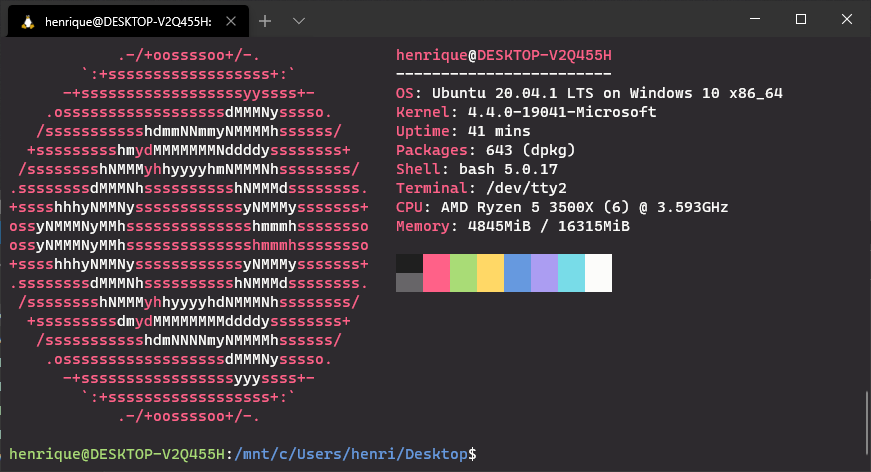 henrique@DESKTOP-V2Q455H:
            .-/+oossssoo+/-.               henrique@DESKTOP-V2Q455H
        `:+ssssssssssssssssss+:`           ------------------------
      -+ssssssssssssssssssyyssss+-         OS: Ubuntu 20.04.1 LTS on Windows 10 x86_64
    .ossssssssssssssssssdMMMNysssso.       Kernel: 4.4.0-19041-Microsoft
   /ssssssssssshdmmNNmmyNMMMMhssssss/      Uptime: 41 mins
  +ssssssssshmydMMMMMMMNddddyssssssss+     Packages: 643 (dpkg)
 /sssssssshNMMMyhhyyyyhmNMMMNhssssssss/    Shell: bash 5.0.17
.ssssssssdMMMNhsssssssssshNMMMdssssssss.   Terminal: /dev/tty2
+sssshhhyNMMNyssssssssssssyNMMMysssssss+   CPU: AMD Ryzen 5 3500X (6) @ 3.593GHz
ossyNMMMNyMMhsssssssssssssshmmmhssssssso   Memory: 4845MiB / 16315MiB
ossyNMMMNyMMhsssssssssssssshmmmhssssssso
+sssshhhyNMMNyssssssssssssyNMMMysssssss+
.ssssssssdMMMNhsssssssssshNMMMdssssssss.
 /sssssssshNMMMyhhyyyyhdNMMMNhssssssss/
  +sssssssssdmydMMMMMMMMddddyssssssss+
   /ssssssssssshdmNNNNmyNMMMMhssssss/
    .ossssssssssssssssssdMMMNysssso.
      -+sssssssssssssssssyyyssss+-
        `:+ssssssssssssssssss+:`
            .-/+oossssoo+/-.
henrique@DESKTOP-V2Q455H:/mnt/c/Users/henri/Desktop$